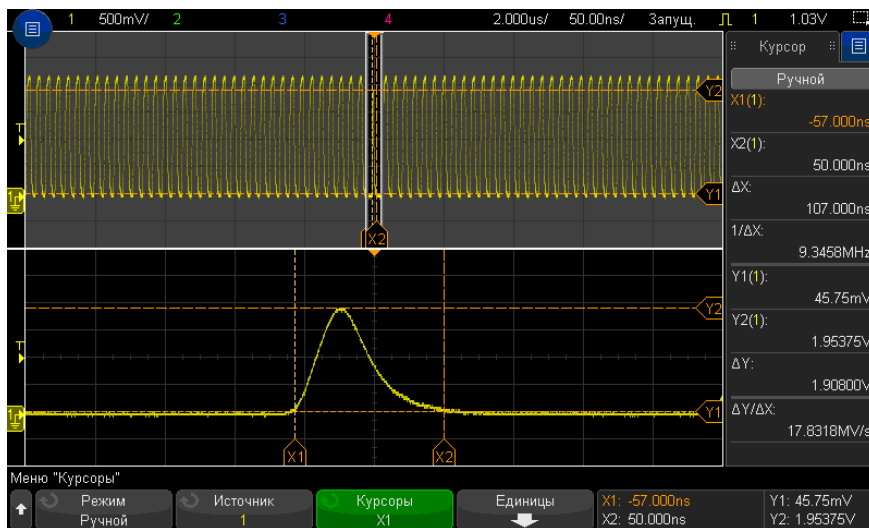 1 500mV/ 2 3 4 2.000us/ 50.00ns/ Запущ. 1 1.03V
Курсор
Ручной
X1(1):
-57.000ns
X2(1):
50.000ns
ΔX:
107.000ns
1/ΔX:
9.3458MHz
Y1(1):
45.75mV
Y2(1):
1.95375V
ΔY:
1.90800V
ΔY/ΔX:
17.8318MV/s
Y2
T
1
Y1
X2
Y2
T
1
Y1
X1
X2
Меню "Курсоры"
Режим
Ручной
Источник
1
Курсоры
X1
Единицы
X1: -57.000ns
X2: 50.000ns
Y1: 45.75mV
Y2: 1.95375V